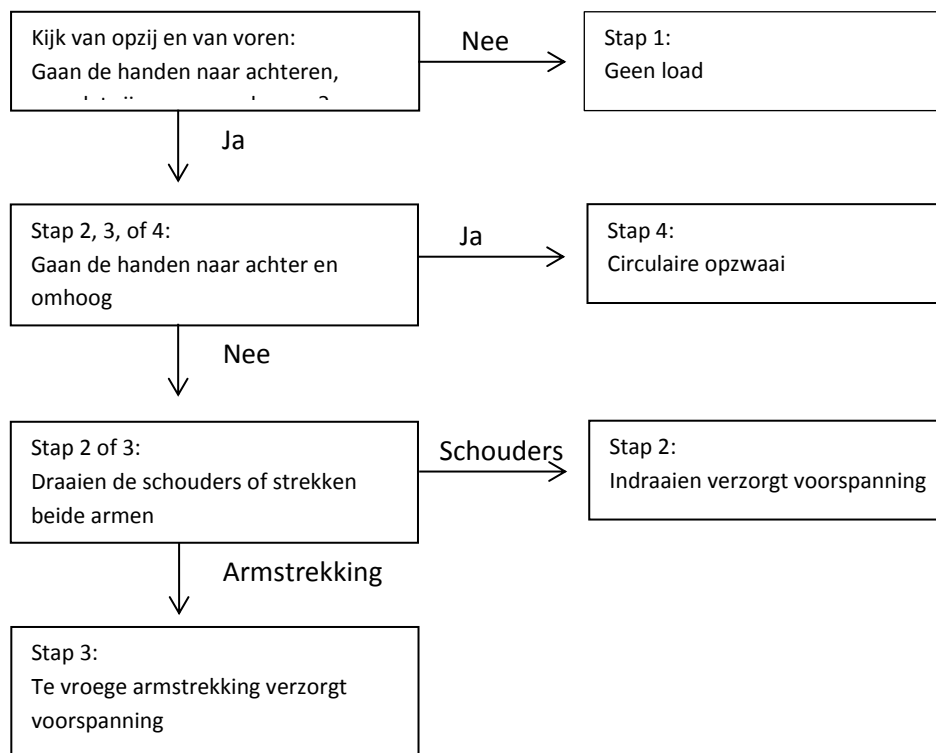 Kijk van opzij en van voren:
Gaan de handen naar achteren,
Nee
Stap 1:
Geen load
Ja
Stap 2, 3, of 4:
Gaan de handen naar achter en
omhoog
Ja
Stap 4:
Circulaire opzwaai
Nee
Stap 2 of 3:
Draaien de schouders of strekken
beide armen
Schouders
Stap 2:
Indraaien verzorgt voorspanning
Armstrekking
Stap 3:
Te vroege armstrekking verzorgt
voorspanning